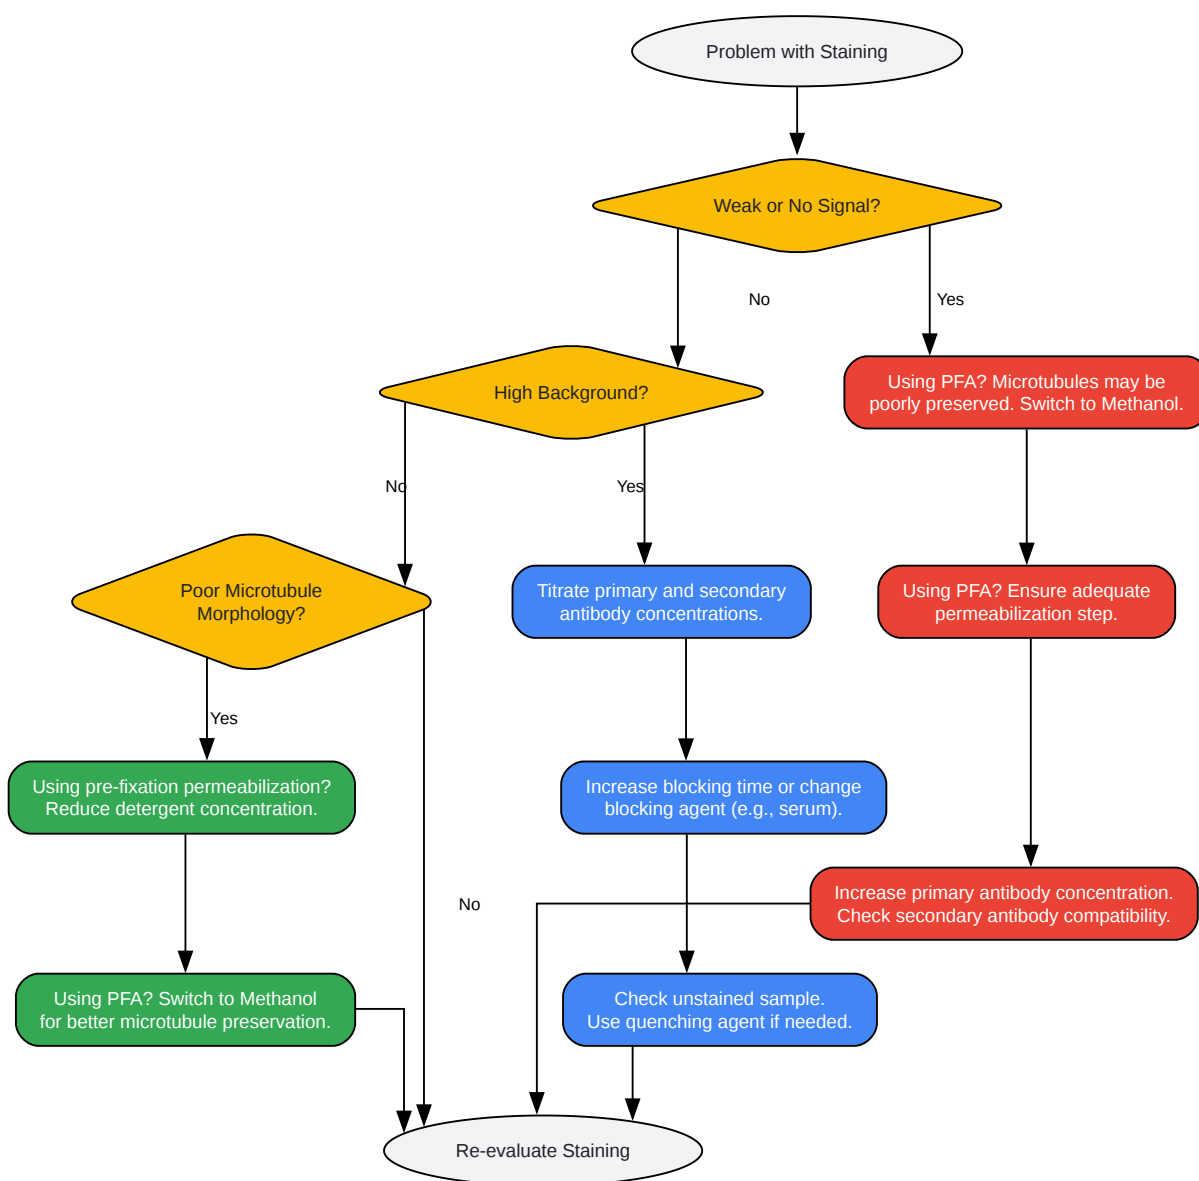 Problem with Staining
Weak or No Signal?
No
Yes
High Background?
Using PFA? Microtubules may be
poorly preserved. Switch to Methanol.
No
Yes
Poor Microtubule
Morphology?
Titrate primary and secondary
antibody concentrations.
Using PFA? Ensure adequate
permeabilization step.
Yes
Using pre-fixation permeabilization?
Reduce detergent concentration.
Increase blocking time or change
blocking agent (e.g., serum).
No
Increase primary antibody concentration.
Check secondary antibody compatibility.
Using PFA? Switch to Methanol
for better microtubule preservation.
Check unstained sample.
Use quenching agent if needed.
Re-evaluate Staining